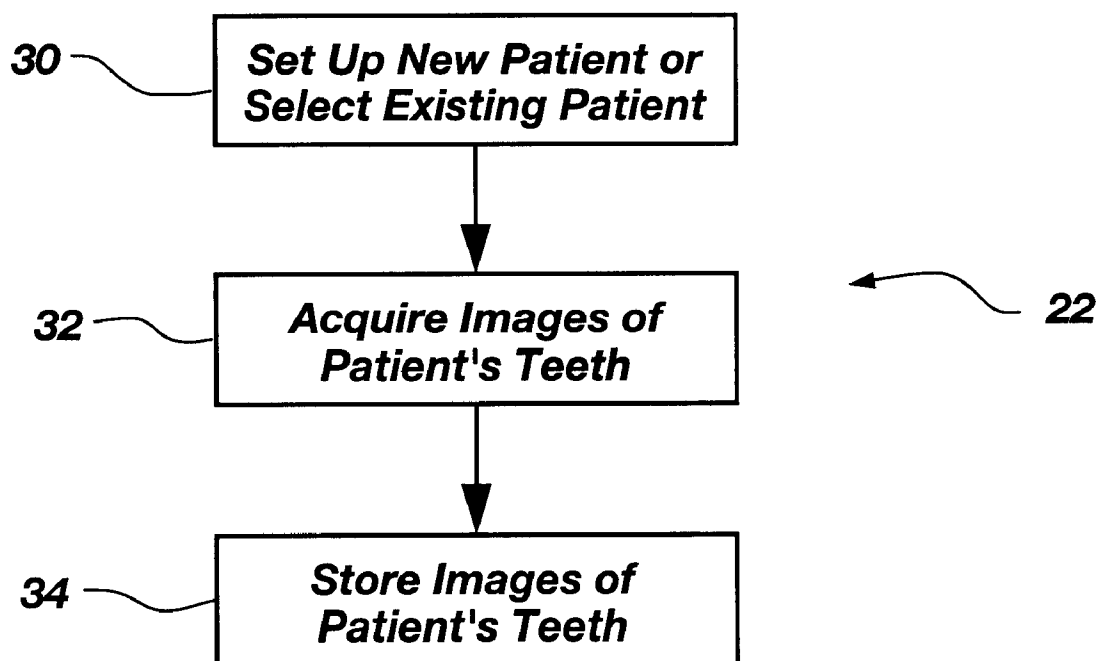 30
Set Up New Patient or
Select Existing Patient
32
Acquire Images of
Patient's Teeth
22
34
Store Images of
Patient's Teeth